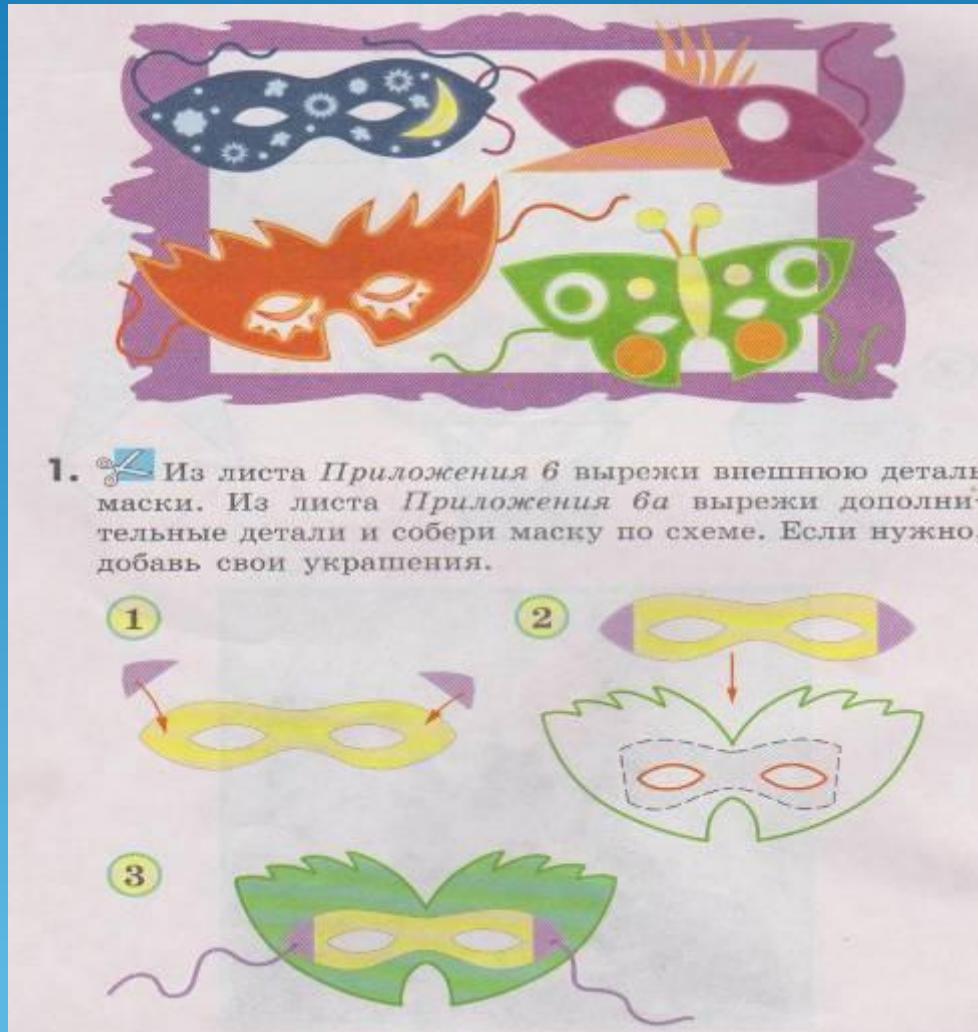 1. Из листа Приложения 6 вырежи внешнюю деталь
маски. Из листа Приложения 6а вырежи дополни-
тельные детали и собери маску по схеме. Если нужно,
добавь свои украшения.
1
2
3